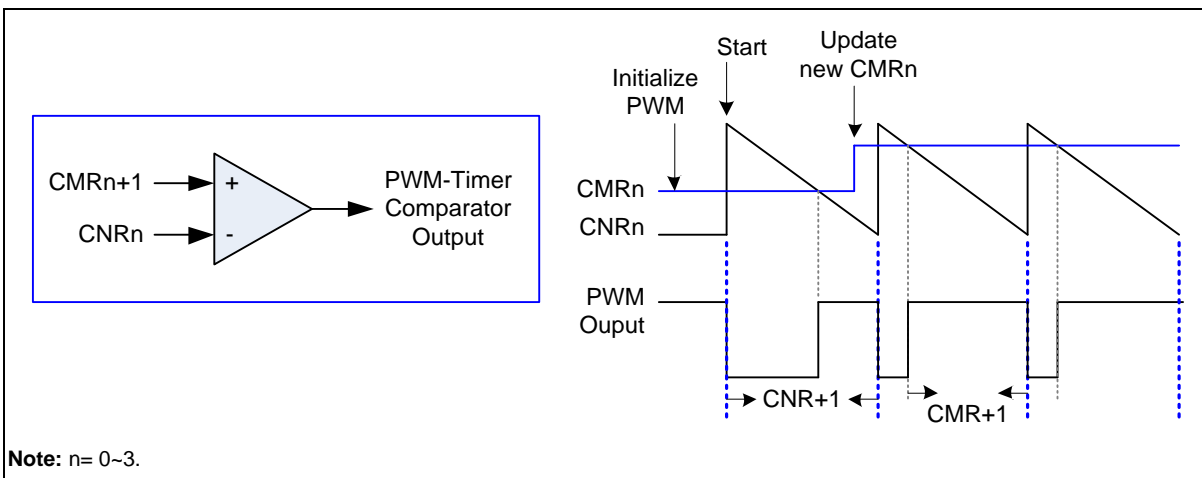 CMRn+1
CNRn
+
-
PWM-Timer
Comparator
Output
Initialize
PWM
Start
Update
new CMRn
CMRn
CNRn
PWM
Ouput
CNR+1
CMR+1
Note: n= 0~3.